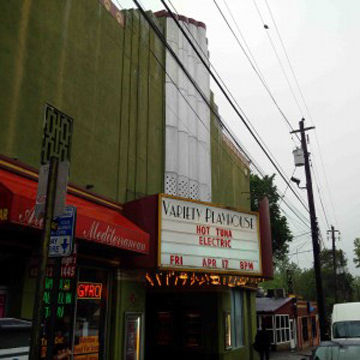 VARIETY PLAYHOUSE
HOT TUNA
ELECTRIC
FRI APR 17 8PM
Mediterranean
GYRO